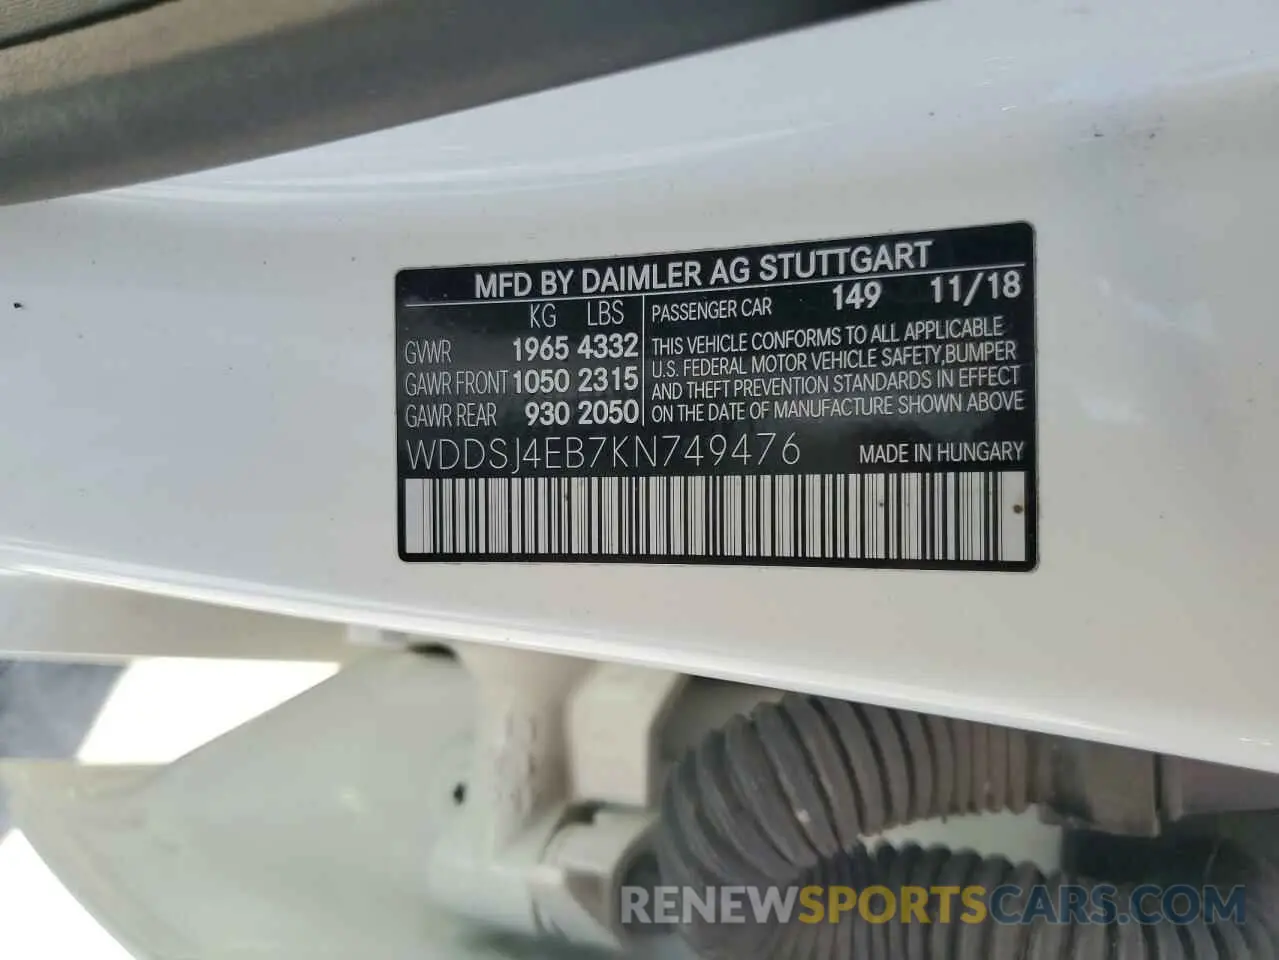 MFD BY DAIMLER AG STUTTGART
KG LBS
GVWR 1965 4332
GAWR FRONT 1050 2315
GAWR REAR 930 2050
PASSENGER CAR 149 11/18
THIS VEHICLE CONFORMS TO ALL APPLICABLE
U.S. FEDERAL MOTOR VEHICLE SAFETY,BUMPER
AND THEFT PREVENTION STANDARDS IN EFFECT
ON THE DATE OF MANUFACTURE SHOWN ABOVE
WDDSJ4EB7KN749476 MADE IN HUNGARY
RENEWSPORTSCARS.COM